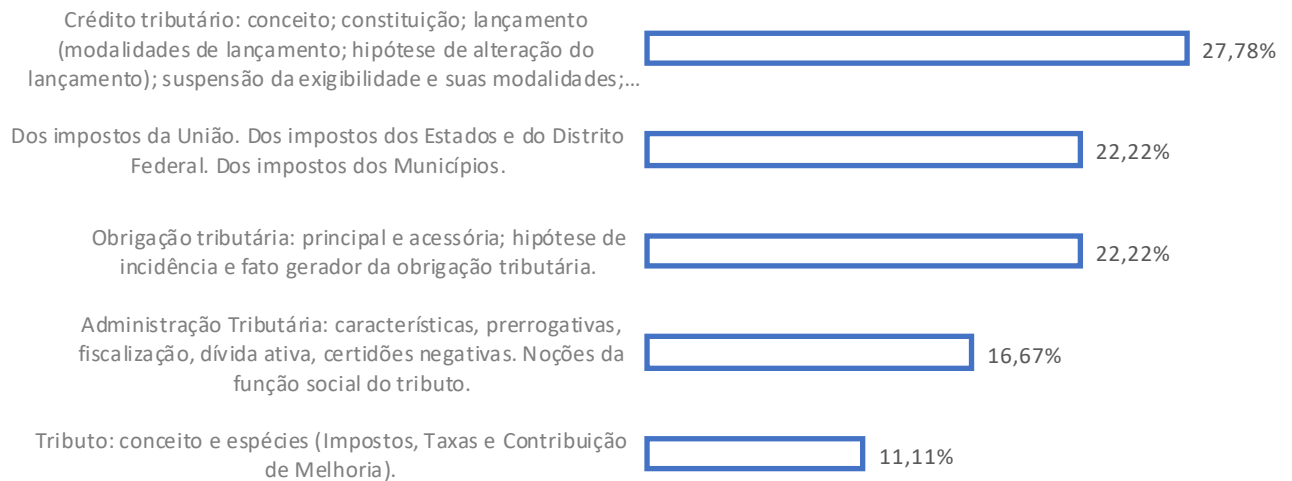 Crédito tributário: conceito; constituição; lançamento
(modalidades de lançamento; hipótese de alteração do
lançamento); suspensão da exigibilidade e suas modalidades;...
27,78%
Dos impostos da União. Dos impostos dos Estados e do Distrito
Federal. Dos impostos dos Municípios.
22,22%
Obrigação tributária: principal e acessória; hipótese de
incidência e fato gerador da obrigação tributária.
22,22%
Administração Tributária: características, prerrogativas,
fiscalização, dívida ativa, certidões negativas. Noções da
função social do tributo.
16,67%
Tributo: conceito e espécies (Impostos, Taxas e Contribuição
de Melhoria).
11,11%